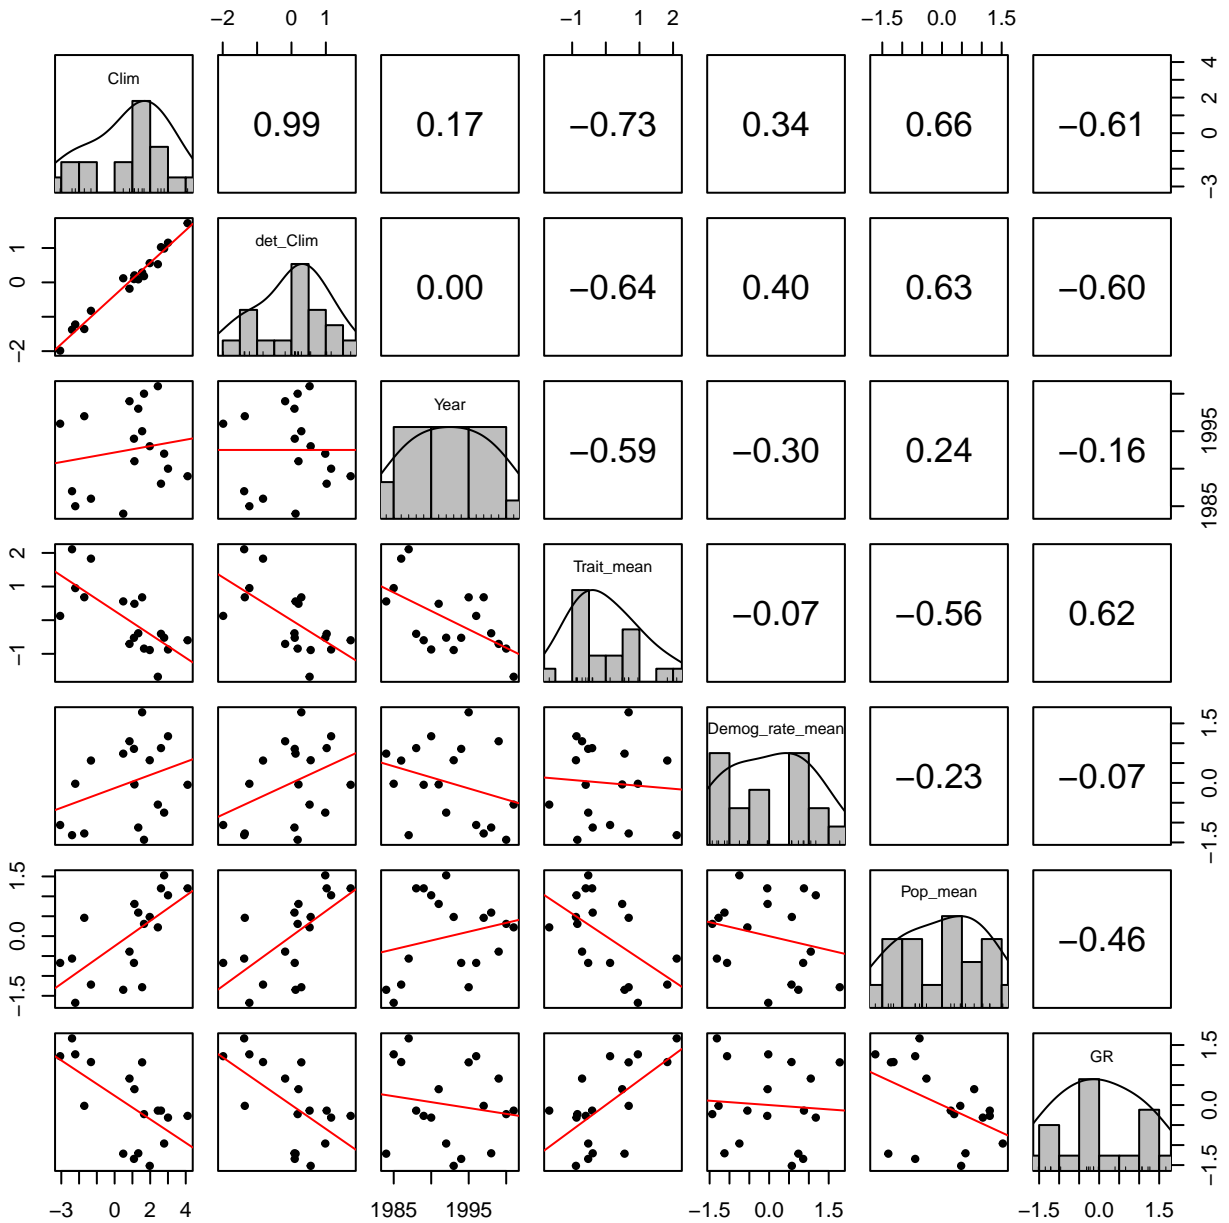 −2 0 1 −1 1 2 −1.5 0.0 1.5
Clim 0.99 0.17 −0.73 0.34 0.66 −0.61 −3 0 2 4
−2 0 1 det_Clim 0.00 −0.64 0.40 0.63 −0.60
Year −0.59 −0.30 0.24 −0.16 1985 1995
−1 1 2 Trait_mean −0.07 −0.56 0.62
Demog_rate_mean −0.23 −0.07 −1.5 0.0 1.5
−1.5 0.0 1.5 Pop_mean −0.46
GR −1.5 0.0 1.5
−3 0 2 4 1985 1995 −1.5 0.0 1.5 −1.5 0.0 1.5